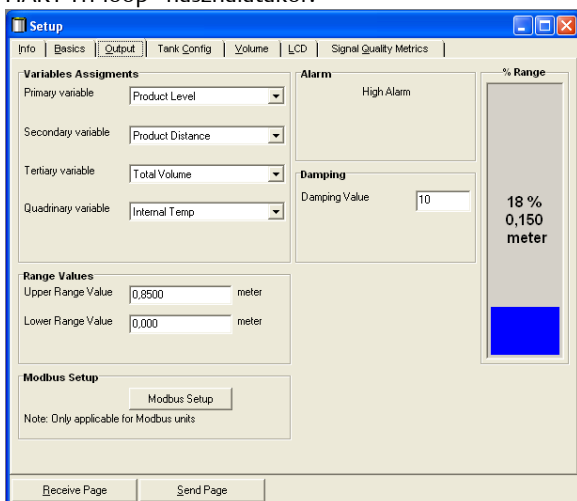 HART 4. loop - használatakor.
Setup
Info Basics Output Tank Config Volume LCD Signal Quality Metrics
Variables Assigments
Primary variable Product Level
Secondary variable Product Distance
Tertiary variable Total Volume
Quadrinary variable Internal Temp
Range Values
Upper Range Value 0,8500 meter
Lower Range Value 0,000 meter
Modbus Setup
Modbus Setup
Note: Only applicable for Modbus units
Alarm
High Alarm
Damping
Damping Value 10
% Range
18 %
0,150
meter
Receive Page Send Page